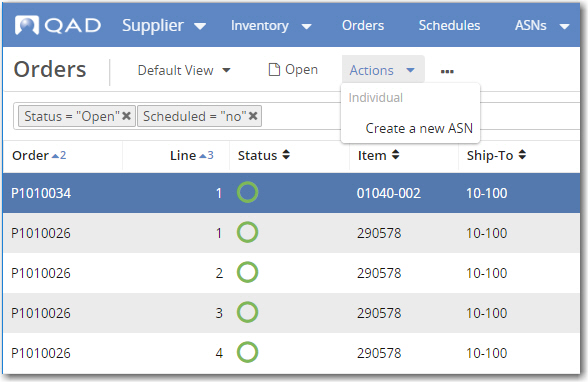 QAD Supplier Inventory Orders Schedules ASNs
Orders Default View Open Actions ...
Individual
Status = "Open" Scheduled = "no"
Create a new ASN
Order 2 Line 3 Status Item Ship-To
P1010034 1 01040-002 10-100
P1010026 1 290578 10-100
P1010026 2 290578 10-100
P1010026 3 290578 10-100
P1010026 4 290578 10-100